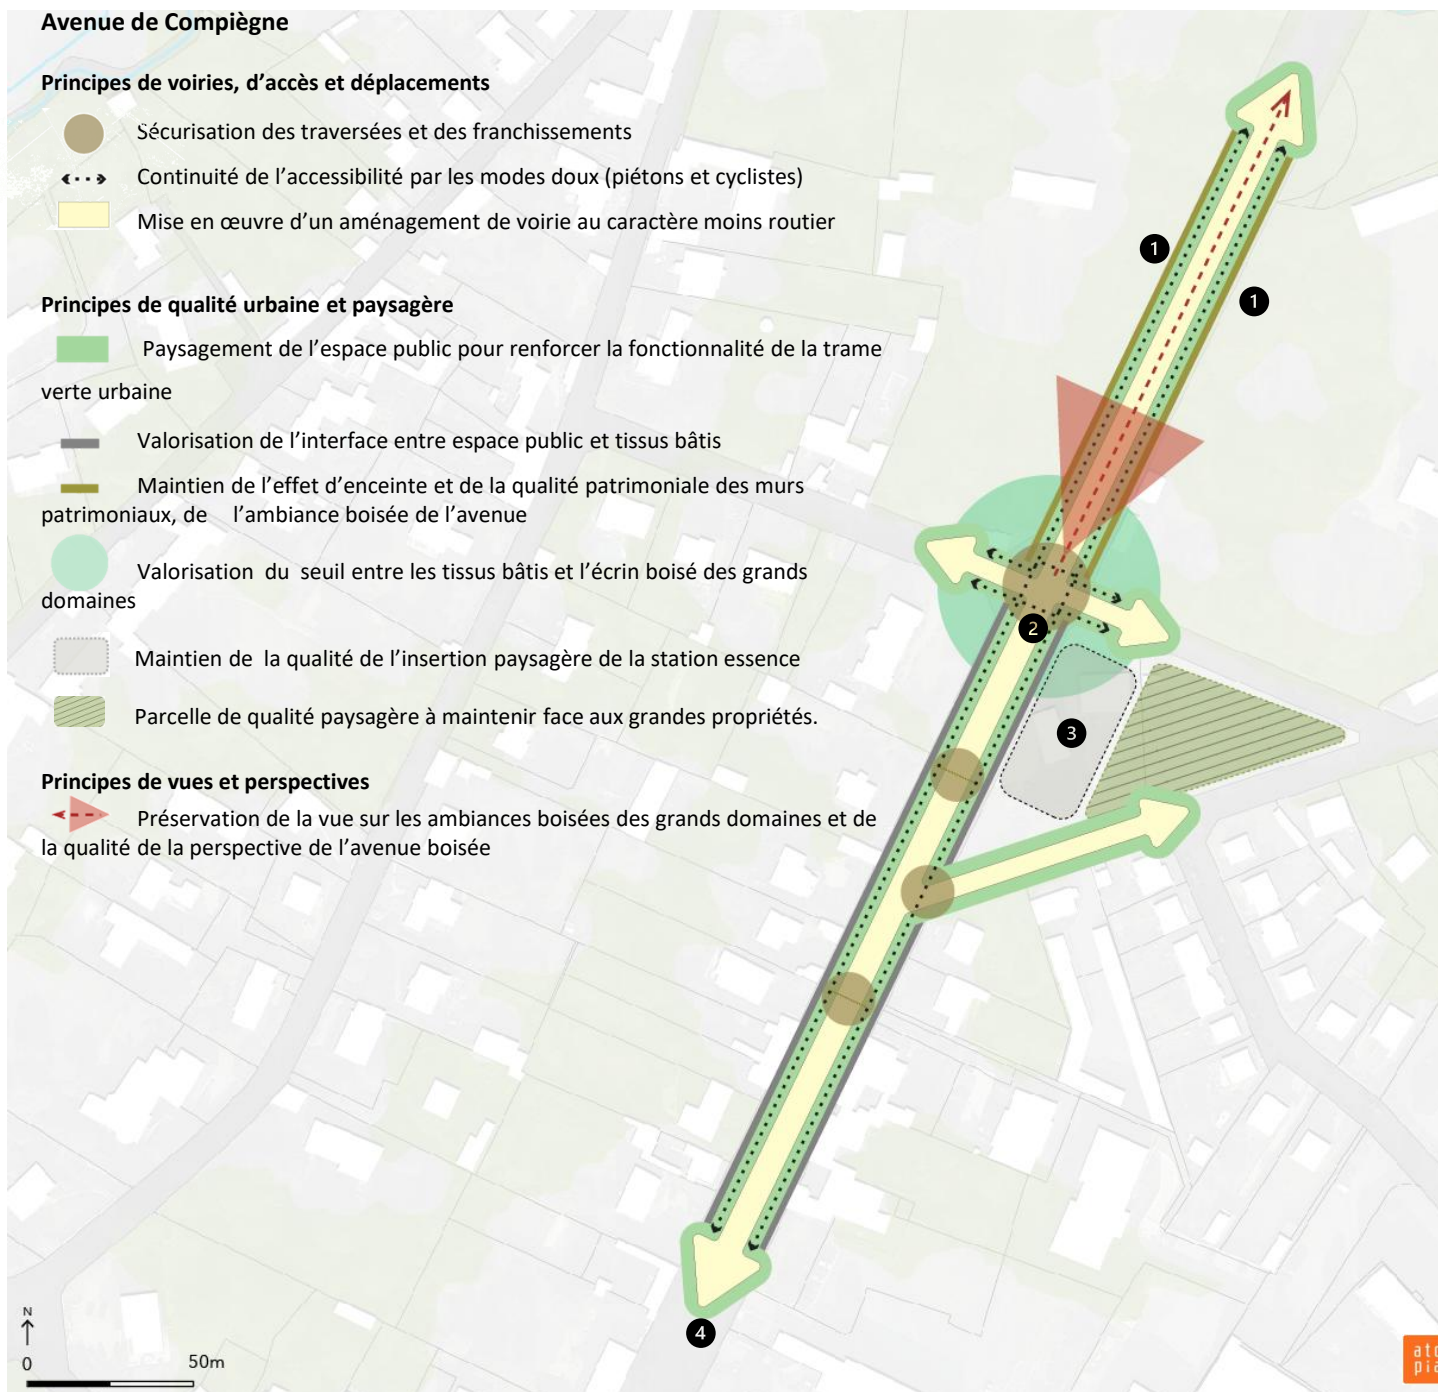 Avenue de Compiègne
Principes de voiries, d’accès et déplacements
Sécurisation des traversées et des franchissements
Continuité de l’accessibilité par les modes doux (piétons et cyclistes)
Mise en œuvre d’un aménagement de voirie au caractère moins routier
Principes de qualité urbaine et paysagère
Paysagement de l’espace public pour renforcer la fonctionnalité de la trame
verte urbaine
Valorisation de l’interface entre espace public et tissus bâtis
Maintien de l’effet d’enceinte et de la qualité patrimoniale des murs
patrimoniaux, de l’ambiance boisée de l’avenue
Valorisation du seuil entre les tissus bâtis et l’écrin boisé des grands
domaines
Maintien de la qualité de l’insertion paysagère de la station essence
Parcelle de qualité paysagère à maintenir face aux grandes propriétés.
Principes de vues et perspectives
Préservation de la vue sur les ambiances boisées des grands domaines et de
la qualité de la perspective de l’avenue boisée
1
1
2
3
4
N
0 50m
ato
pia